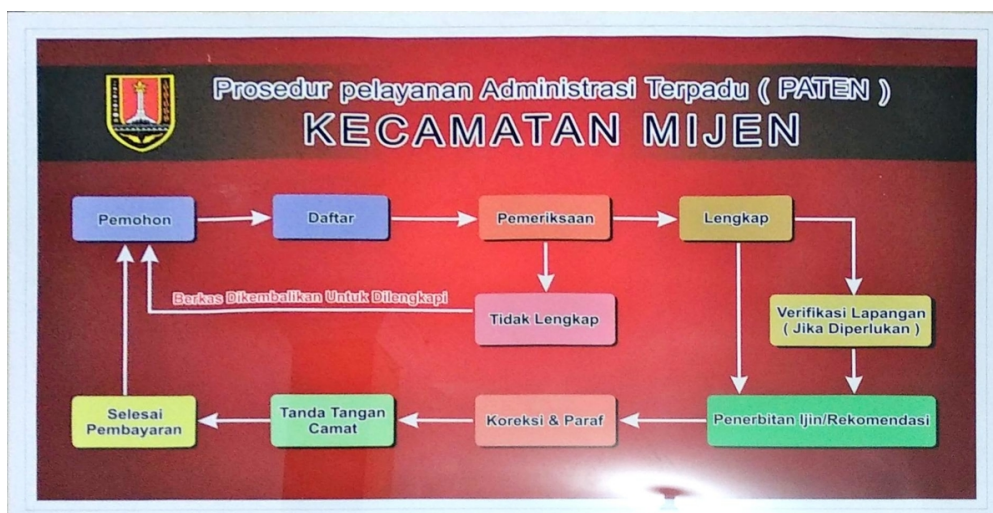 Prosedur pelayanan Administrasi Terpadu ( PATEN )
KECAMATAN MIJEN
Pemohon
Daftar
Pemeriksaan
Lengkap
Berkas Dikembalikan Untuk Dilengkapi
Tidak Lengkap
Verifikasi Lapangan
( Jika Diperlukan )
Selesai
Pembayaran
Tanda Tangan
Camat
Koreksi & Paraf
Penerbitan Ijin/Rekomendasi